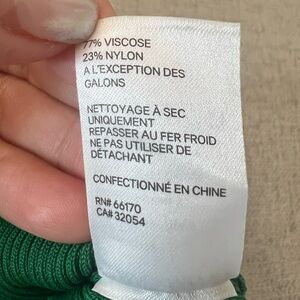 77% VISCOSE
23% NYLON
A L'EXCEPTION DES
GALONS
NETTOYAGE À SEC
UNIQUEMENT
REPASSER AU FER FROID
NE PAS UTILISER DE
DÉTACHANT
CONFECTIONNÉ EN CHINE
RN# 66170
CA# 32054